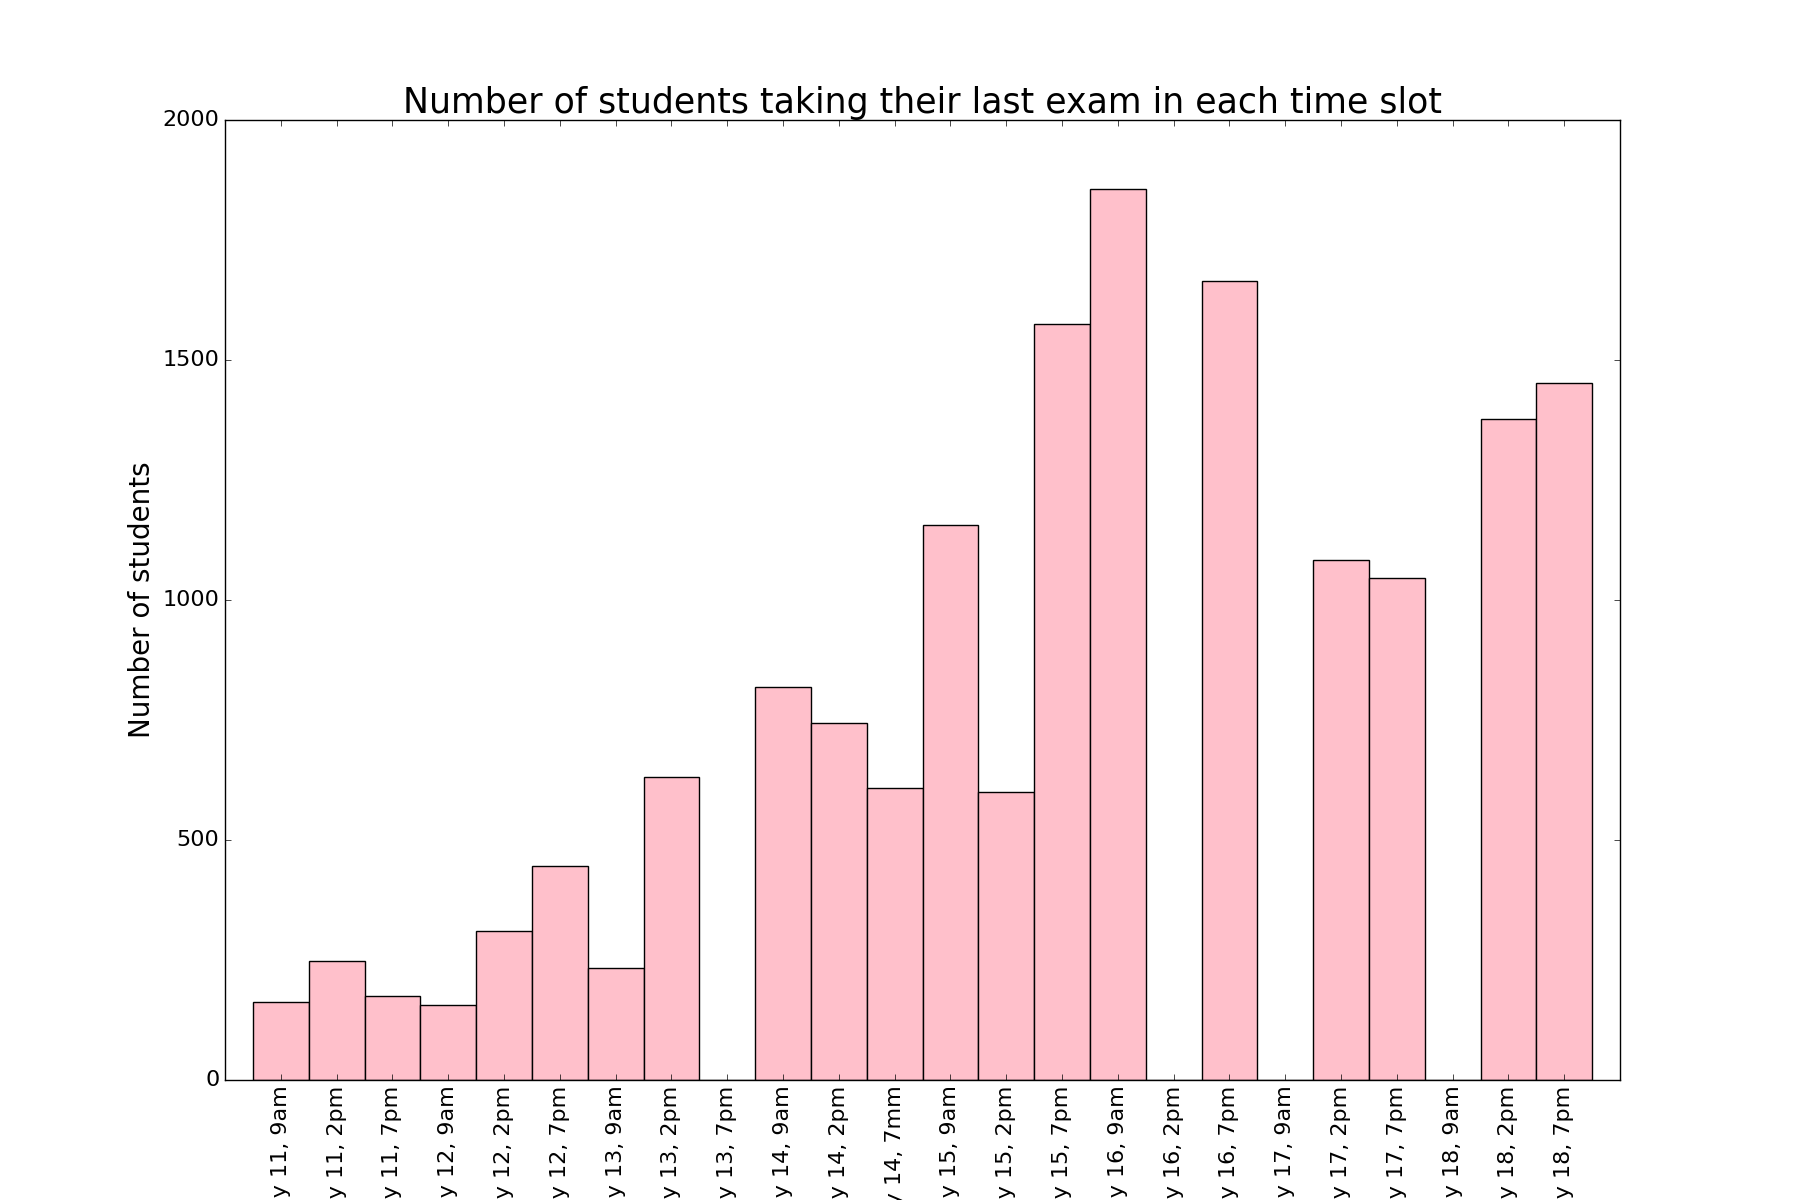 Number of students taking their last exam in each time slot
Number of students
2000
1500
1000
500
0
y 11, 9am
y 11, 2pm
y 11, 7pm
y 12, 9am
y 12, 2pm
y 12, 7pm
y 13, 9am
y 13, 2pm
y 13, 7pm
y 14, 9am
y 14, 2pm
y 14, 7mm
y 15, 9am
y 15, 2pm
y 15, 7pm
y 16, 9am
y 16, 2pm
y 16, 7pm
y 17, 9am
y 17, 2pm
y 17, 7pm
y 18, 9am
y 18, 2pm
y 18, 7pm